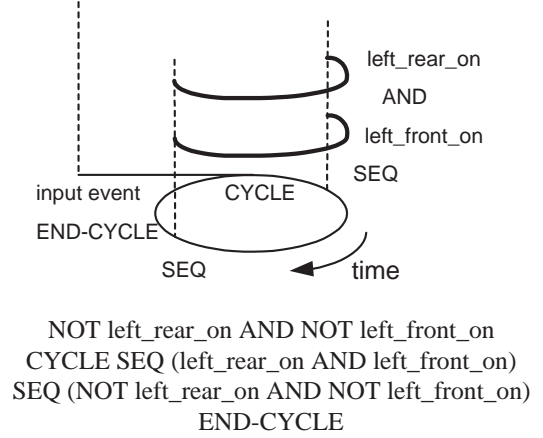 left_rear_on
AND
left_front_on
SEQ
input event
CYCLE
END-CYCLE
SEQ
time
NOT left_rear_on AND NOT left_front_on
CYCLE SEQ (left_rear_on AND left_front_on)
SEQ (NOT left_rear_on AND NOT left_front_on)
END-CYCLE